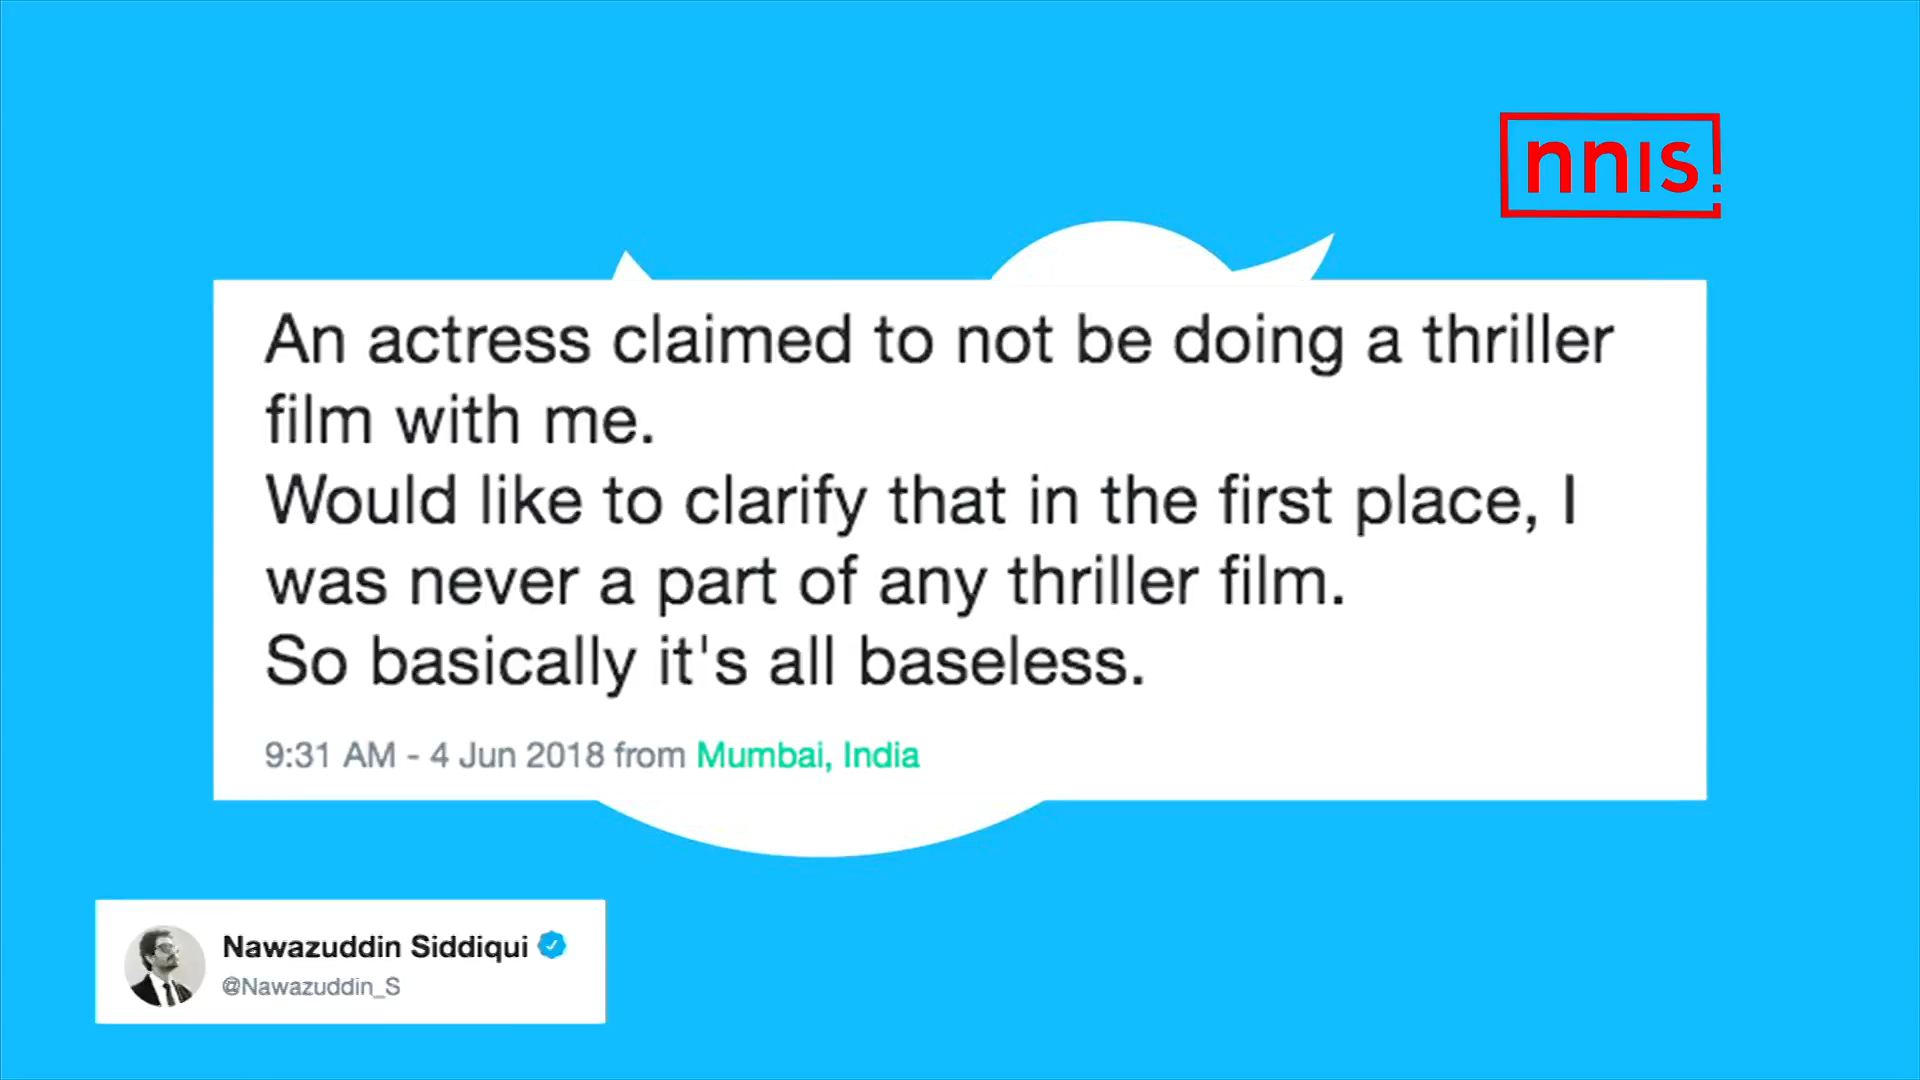 nnis!
An actress claimed to not be doing a thriller
film with me.
Would like to clarify that in the first place, I
was never a part of any thriller film.
So basically it's all baseless.
9:31 AM - 4 Jun 2018 from Mumbai, India
Nawazuddin Siddiqui
@Nawazuddin_S